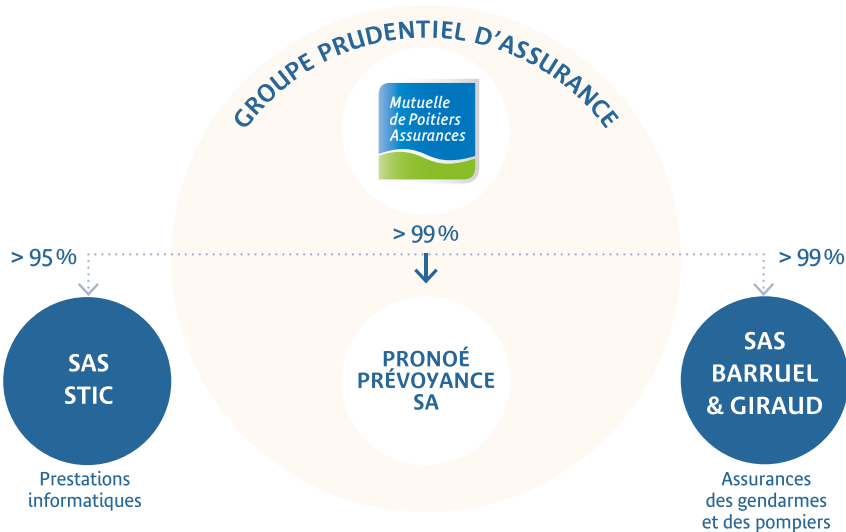 GROUPE PRUDENTIEL D’ASSURANCE
Mutuelle
de Poitiers
Assurances
> 99 %
> 95 %
> 99 %
SAS
STIC
PRONOÉ
PRÉVOYANCE
SA
SAS
BARRUEL
& GIRAUD
Prestations
informatiques
Assurances
des gendarmes
et des pompiers